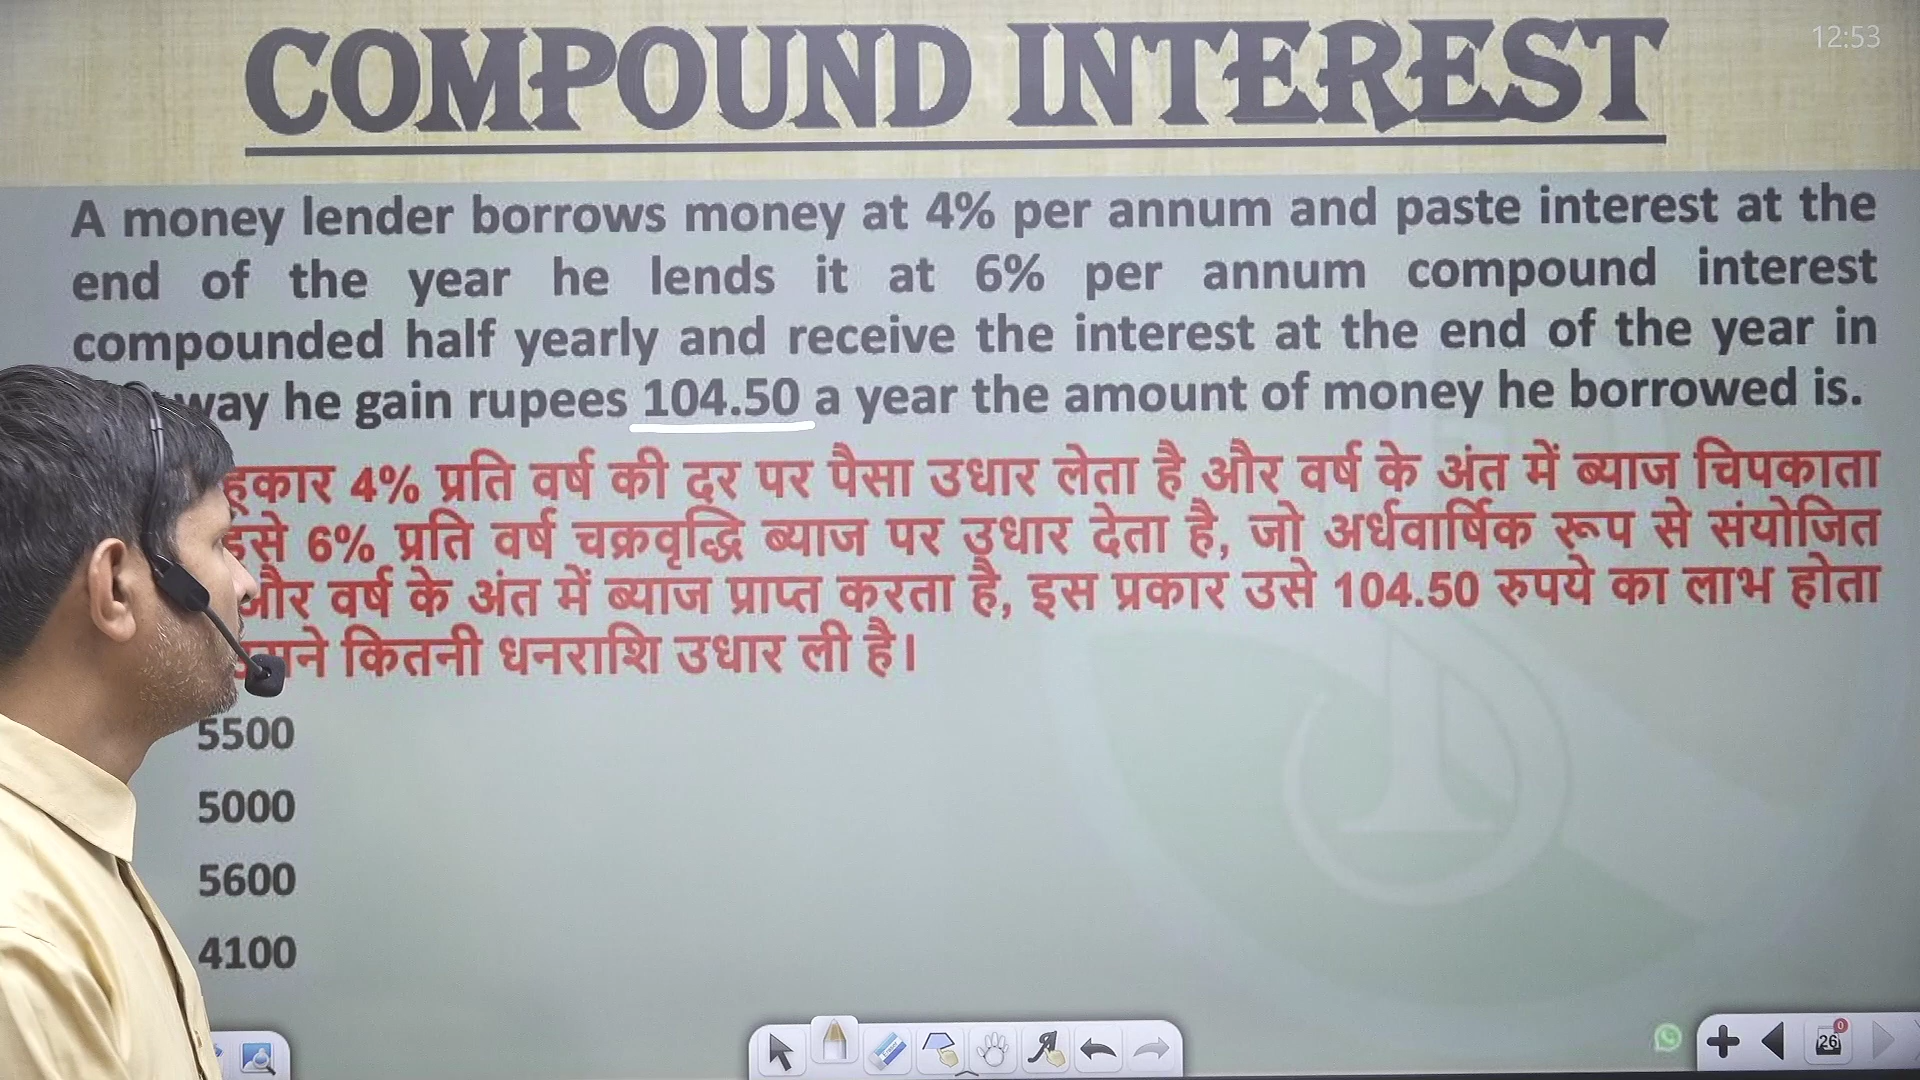 COMPOUND INTEREST
12:53
A money lender borrows money at 4% per annum and paste interest at the
end of the year he lends it at 6% per annum compound interest
compounded half yearly and receive the interest at the end of the year in
way he gain rupees 104.50 a year the amount of money he borrowed is.
4% प्रति वर्ष की दर पर पैसा उधार लेता है और वर्ष के अंत में ब्याज चिपकाता
6% प्रति वर्ष चक्रवृद्धि ब्याज पर उधार देता है, जो अर्धवार्षिक रूप से संयोजित
और वर्ष के अंत में ब्याज प्राप्त करता है, इस प्रकार उसे 104.50 रुपये का लाभ होता
कितनी धनराशि उधार ली है।
5500
5000
5600
4100
0
26